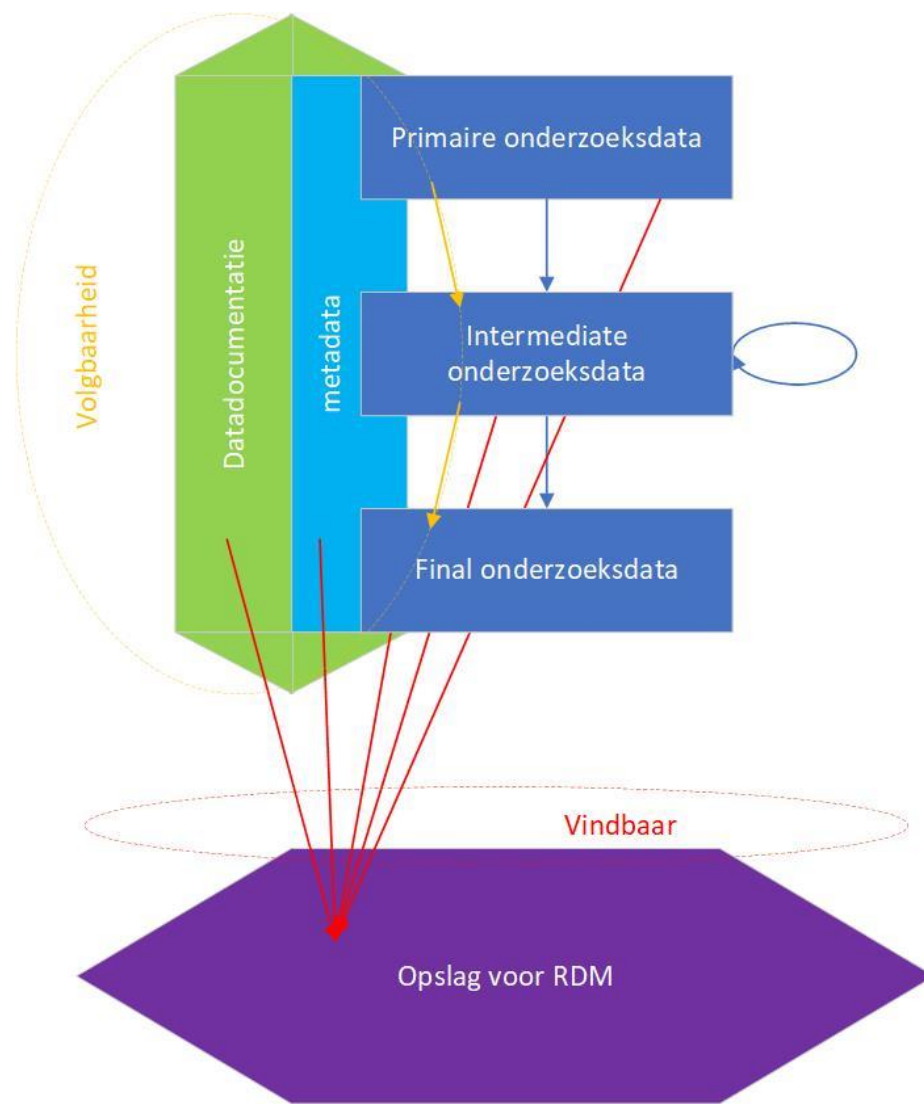 Primaire onderzoeksdata
Volgbaarheid
Datadocumentatie
metadata
Intermediate
onderzoeksdata
Final onderzoeksdata
Vindbaar
Opslag voor RDM